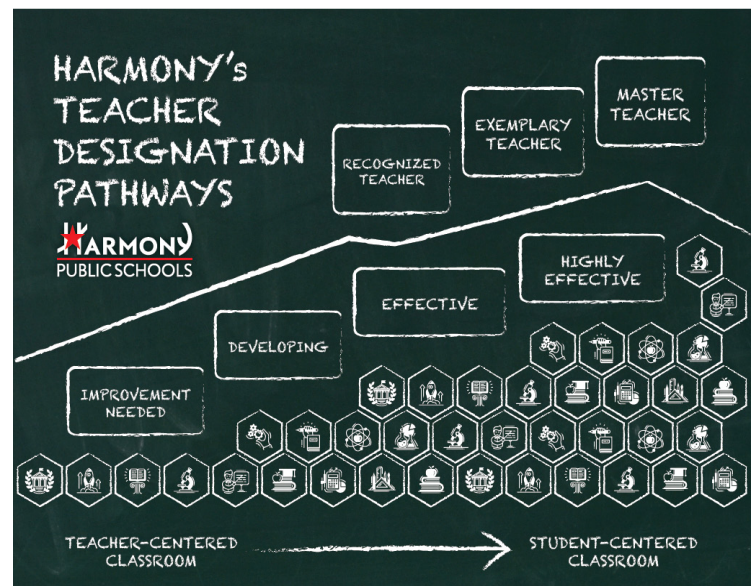 HARMONY's
TEACHER
DESIGNATION
PATHWAYS
HARMONY
PUBLIC SCHOOLS
RECOGNIZED
TEACHER
EXEMPLARY
TEACHER
MASTER
TEACHER
IMPROVEMENT
NEEDED
DEVELOPING
EFFECTIVE
HIGHLY
EFFECTIVE
TEACHER-CENTERED
CLASSROOM
STUDENT-CENTERED
CLASSROOM